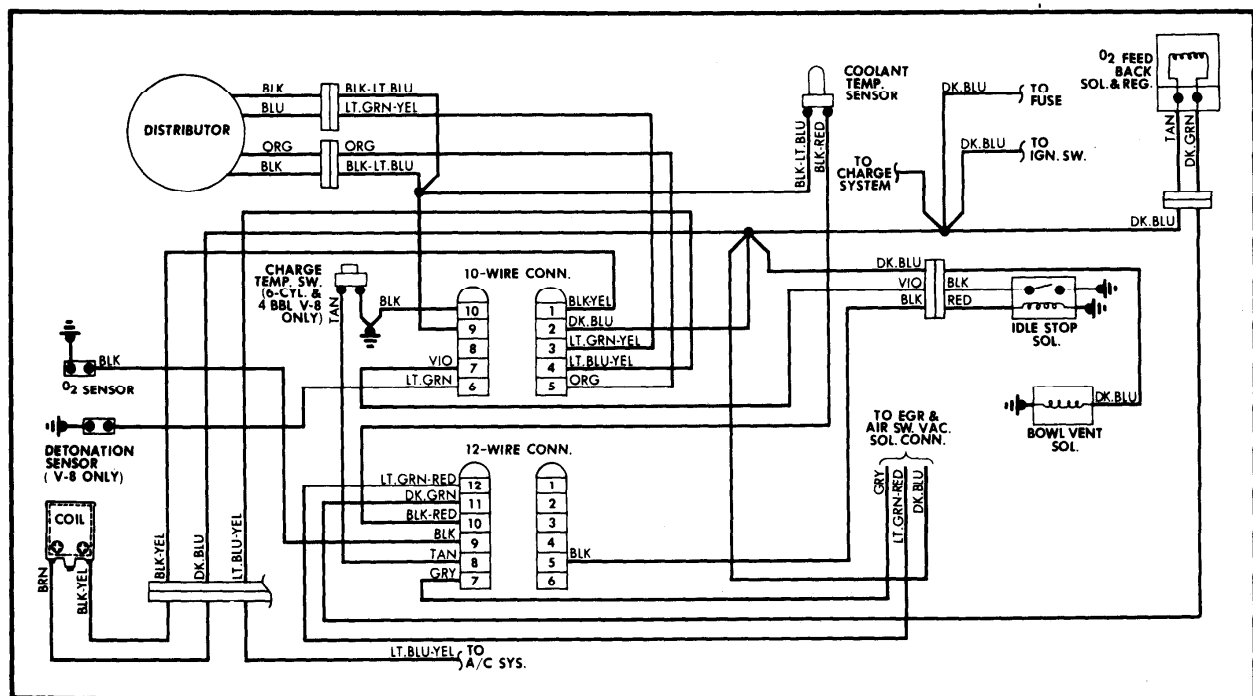 DISTRIBUTOR
BLK
BLU
ORG
BLK
BLK-LT.BLU
LT.GRN-YEL
ORG
BLK-LT.BLU
COOLANT
TEMP.
SENSOR
BLK-LT.BLU
BLK-RED
DK.BLU
TO
FUSE
DK.BLU
TO
IGN. SW.
TO
CHARGE
SYSTEM
O2 FEED
BACK
SOL.& REG.
TAN
DK.GRN
DK.BLU
CHARGE
TEMP. SW.
(6-CYL. &
4 BBL V-8
ONLY)
TAN
BLK
10-WIRE CONN.
10
9
8
7
6
VIO
LT.GRN
1
2
3
4
5
BLK-YEL
DK.BLU
LT.GRN-YEL
LT.BLU-YEL
ORG
DK.BLU
VIO
BLK
BLK
RED
IDLE STOP
SOL.
DK.BLU
BOWL VENT
SOL.
BLK
O2 SENSOR
DETONATION
SENSOR
( V-8 ONLY)
TO EGR &
AIR SW. VAC.
SOL. CONN.
GRY
LT.GRN-RED
DK.BLU
12-WIRE CONN.
LT.GRN-RED
DK.GRN
BLK-RED
BLK
TAN
GRY
12
11
10
9
8
7
1
2
3
4
5
6
BLK
COIL
BRN
BLK-YEL
BLK-YEL
DK.BLU
LT.BLU-YEL
LT.BLU-YEL
TO
A/C SYS.